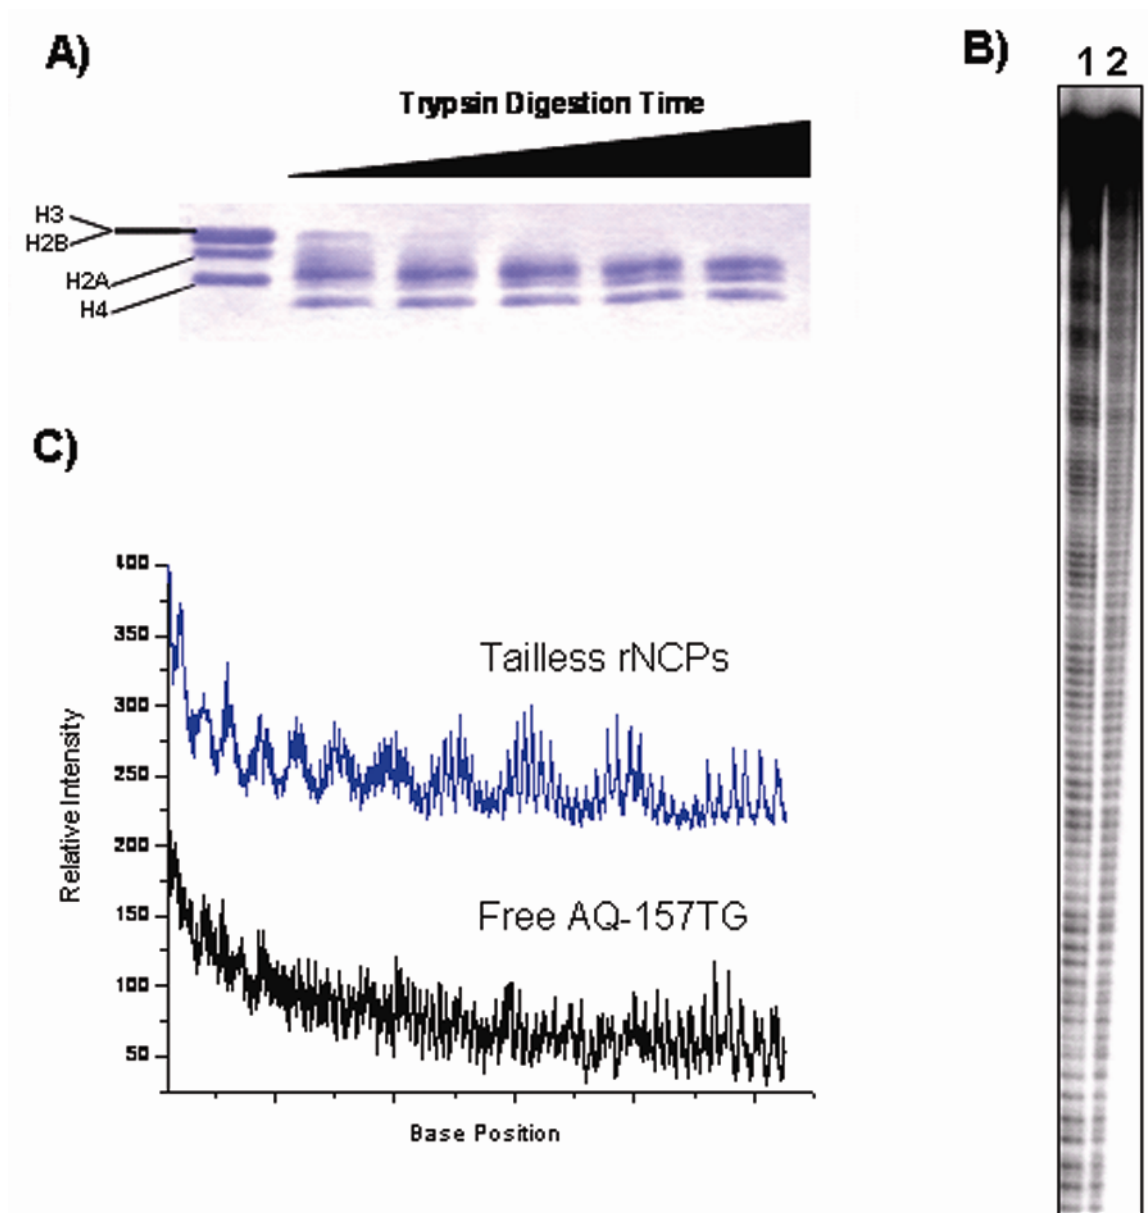 A)
Trypsin Digestion Time
H3
H2B
H2A
H4
B)
1 2
C)
400
350
300
250
200
150
100
50
Relative Intensity
Tailless rNCPs
Free AQ-157TG
Base Position